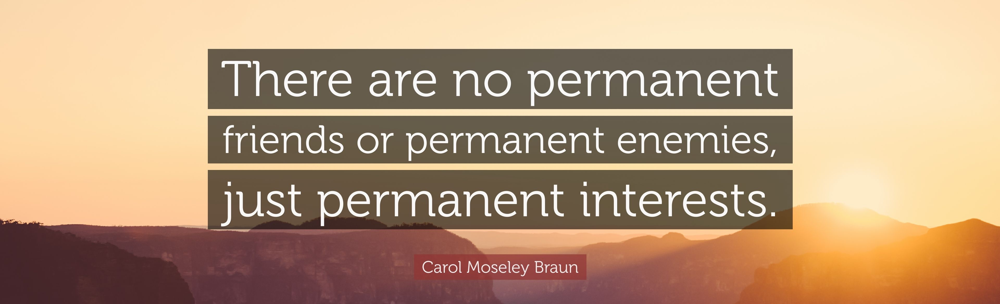 There are no permanent
friends or permanent enemies,
just permanent interests.
Carol Moseley Braun